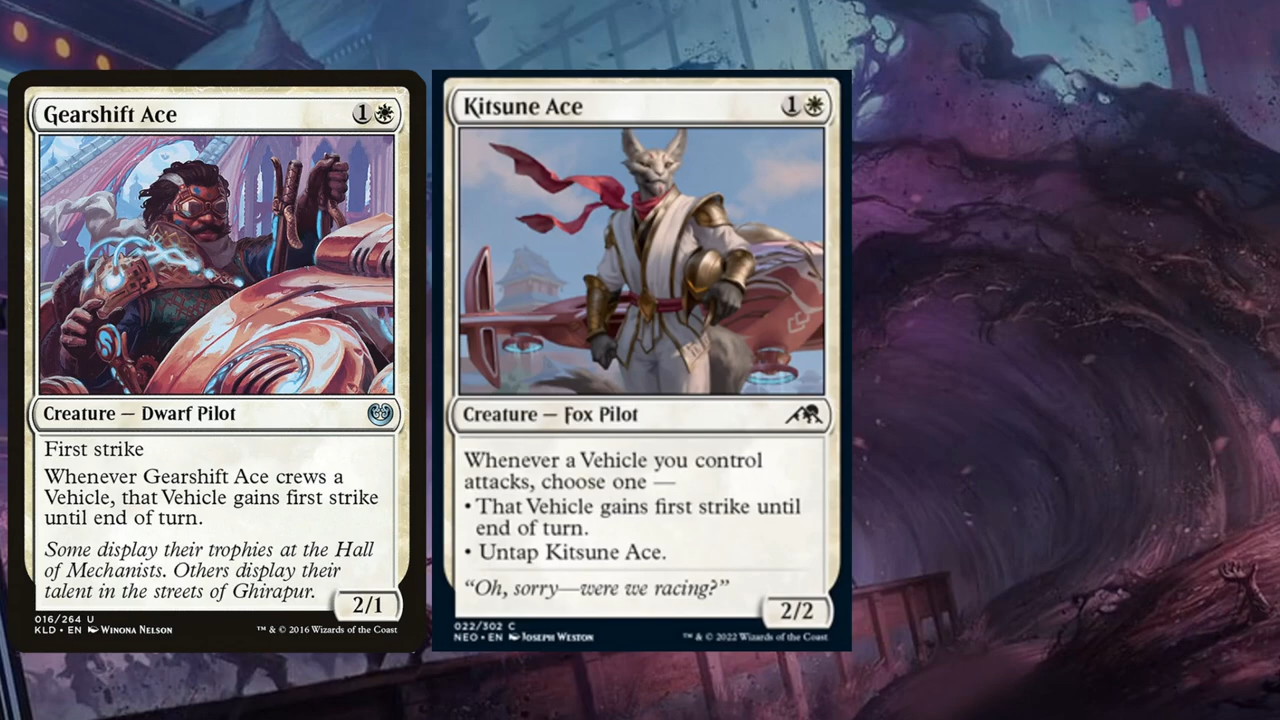 Gearshift Ace 1
Creature — Dwarf Pilot
First strike
Whenever Gearshift Ace crews a
Vehicle, that Vehicle gains first strike
until end of turn.
Some display their trophies at the Hall
of Mechanists. Others display their
talent in the streets of Ghirapur.
2/1
016/264 U
KLD • EN Winona Nelson
™ & © 2016 Wizards of the Coast
Kitsune Ace 1
Creature — Fox Pilot
Whenever a Vehicle you control
attacks, choose one —
• That Vehicle gains first strike until
end of turn.
• Untap Kitsune Ace.
“Oh, sorry—were we racing?”
2/2
022/302 C
NEO • EN Joseph Weston
™ & © 2022 Wizards of the Coast